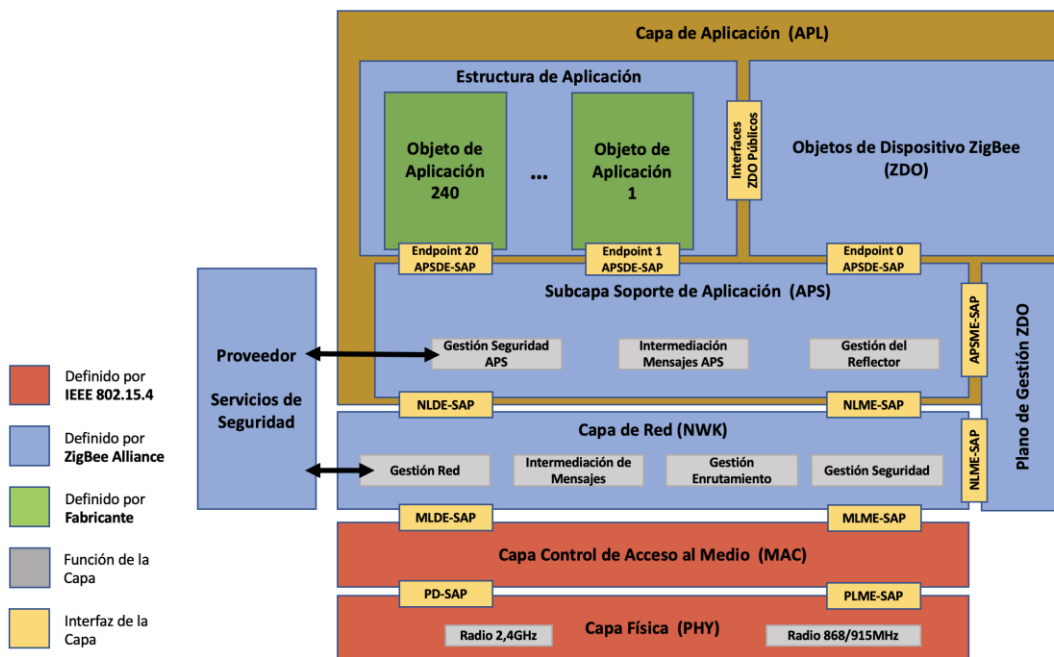 Capa de Aplicación (APL)
Estructura de Aplicación
Objeto de
Aplicación
240
...
Objeto de
Aplicación
1
Interfaces
ZDO Públicos
Objetos de Dispositivo ZigBee
(ZDO)
Endpoint 20
APSDE-SAP
Endpoint 1
APSDE-SAP
Endpoint 0
APSDE-SAP
Subcapa Soporte de Aplicación (APS)
Gestión Seguridad
APS
Intermediación
Mensajes APS
Gestión del
Reflector
APSME-SAP
Plano de Gestión ZDO
Proveedor
Servicios de
Seguridad
NLDE-SAP
NLME-SAP
Capa de Red (NWK)
Gestión Red
Intermediación de
Mensajes
Gestión
Enrutamiento
Gestión Seguridad
NLME-SAP
MLDE-SAP
MLME-SAP
Capa Control de Acceso al Medio (MAC)
PD-SAP
PLME-SAP
Capa Física (PHY)
Radio 2,4GHz
Radio 868/915MHz
Definido por
IEEE 802.15.4
Definido por
ZigBee Alliance
Definido por
Fabricante
Función de la
Capa
Interfaz de la
Capa